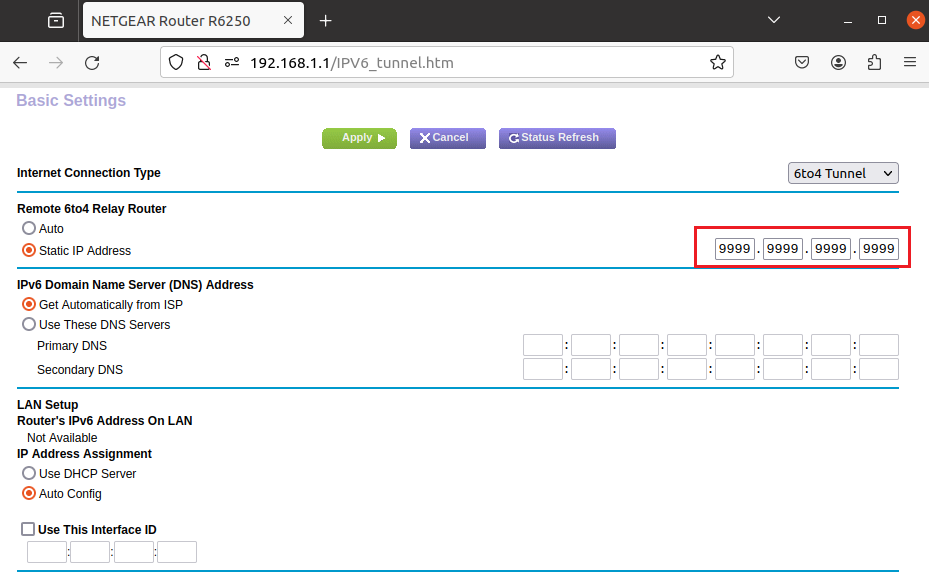 NETGEAR Router R6250
192.168.1.1/IPV6_tunnel.htm
Basic Settings
Apply Cancel Status Refresh
Internet Connection Type 6to4 Tunnel
Remote 6to4 Relay Router
Auto
Static IP Address 9999 . 9999 . 9999 . 9999
IPv6 Domain Name Server (DNS) Address
Get Automatically from ISP
Use These DNS Servers
Primary DNS : : : : : : :
Secondary DNS : : : : : : :
LAN Setup
Router's IPv6 Address On LAN
Not Available
IP Address Assignment
Use DHCP Server
Auto Config
Use This Interface ID
: : :